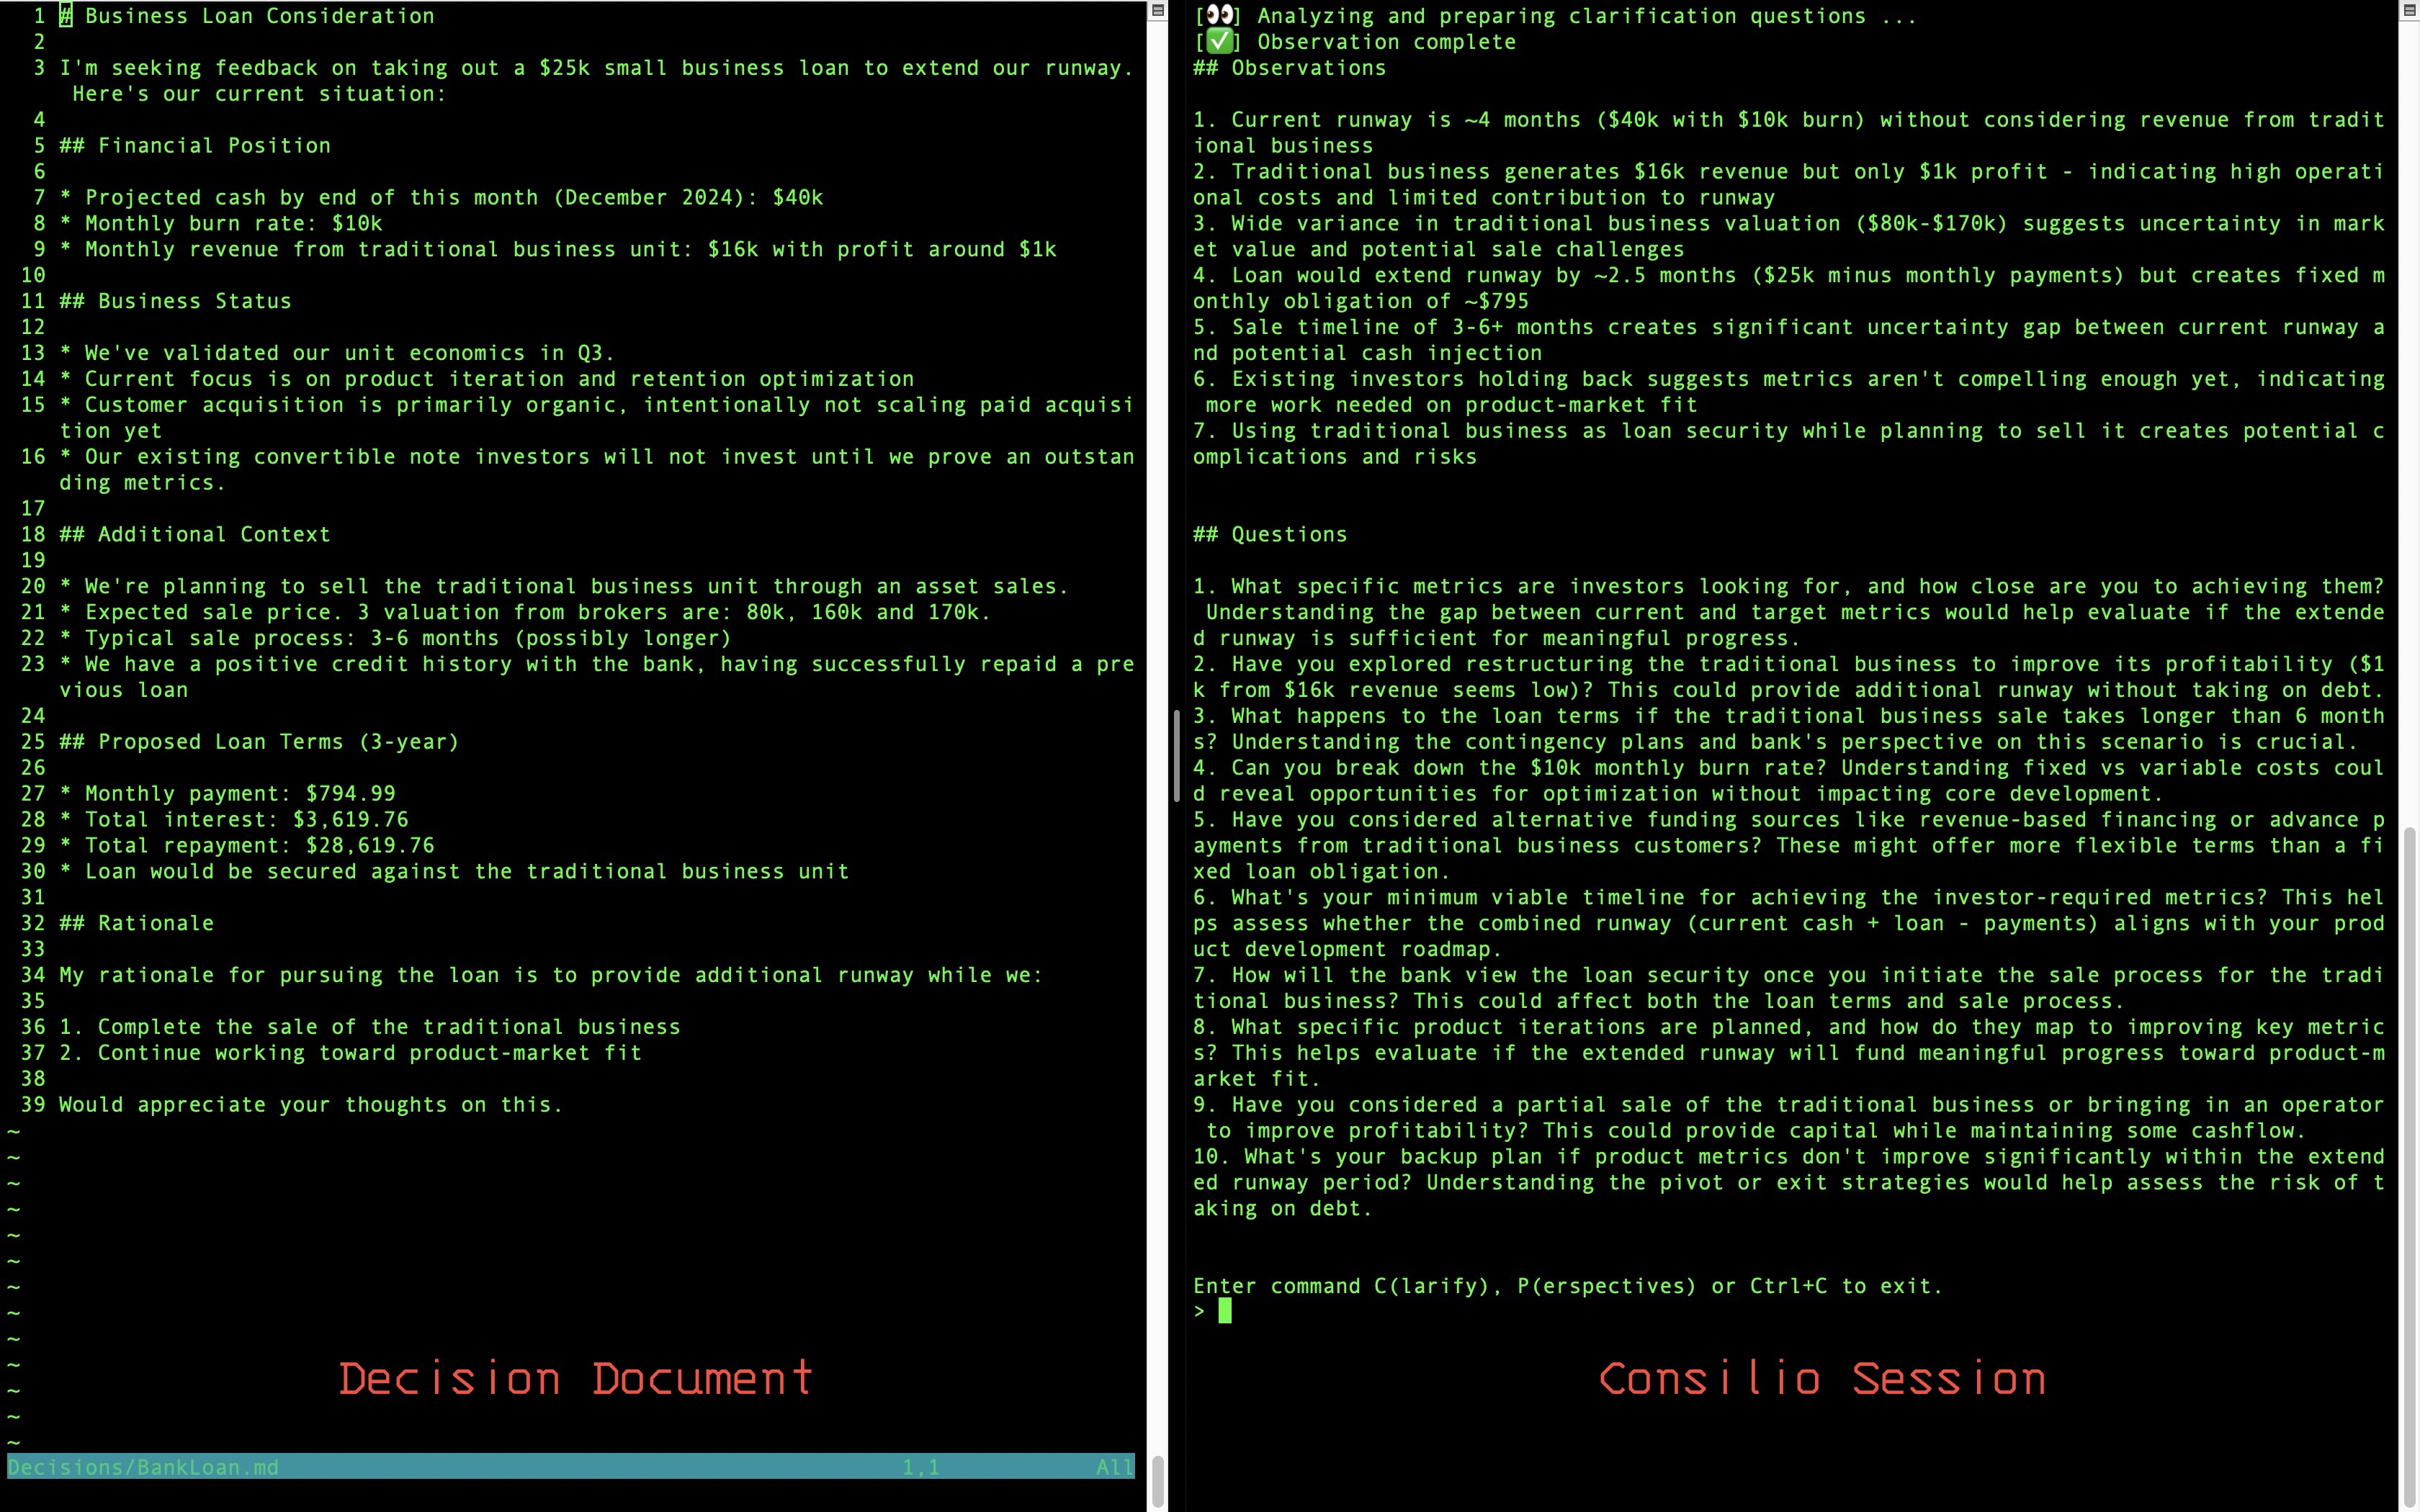 1 # Business Loan Consideration
2
3 I'm seeking feedback on taking out a $25k small business loan to extend our runway.
 Here's our current situation:
4
5 ## Financial Position
6
7 * Projected cash by end of this month (December 2024): $40k
8 * Monthly burn rate: $10k
9 * Monthly revenue from traditional business unit: $16k with profit around $1k
10
11 ## Business Status
12
13 * We've validated our unit economics in Q3.
14 * Current focus is on product iteration and retention optimization
15 * Customer acquisition is primarily organic, intentionally not scaling paid acquisi
tion yet
16 * Our existing convertible note investors will not invest until we prove an outstan
ding metrics.
17
18 ## Additional Context
19
20 * We're planning to sell the traditional business unit through an asset sales.
21 * Expected sale price. 3 valuation from brokers are: 80k, 160k and 170k.
22 * Typical sale process: 3-6 months (possibly longer)
23 * We have a positive credit history with the bank, having successfully repaid a pre
vious loan
24
25 ## Proposed Loan Terms (3-year)
26
27 * Monthly payment: $794.99
28 * Total interest: $3,619.76
29 * Total repayment: $28,619.76
30 * Loan would be secured against the traditional business unit
31
32 ## Rationale
33
34 My rationale for pursuing the loan is to provide additional runway while we:
35
36 1. Complete the sale of the traditional business
37 2. Continue working toward product-market fit
38
39 Would appreciate your thoughts on this.
~
~
~
~
~
~
~
~
~
~
~
~
~
Decision Document
Decisions/BankLoan.md 1,1 All
[👀] Analyzing and preparing clarification questions ...
[✅] Observation complete
## Observations

1. Current runway is ~4 months ($40k with $10k burn) without considering revenue from tradit
ional business
2. Traditional business generates $16k revenue but only $1k profit - indicating high operati
onal costs and limited contribution to runway
3. Wide variance in traditional business valuation ($80k-$170k) suggests uncertainty in mark
et value and potential sale challenges
4. Loan would extend runway by ~2.5 months ($25k minus monthly payments) but creates fixed m
onthly obligation of ~$795
5. Sale timeline of 3-6+ months creates significant uncertainty gap between current runway a
nd potential cash injection
6. Existing investors holding back suggests metrics aren't compelling enough yet, indicating
 more work needed on product-market fit
7. Using traditional business as loan security while planning to sell it creates potential c
omplications and risks

## Questions

1. What specific metrics are investors looking for, and how close are you to achieving them?
 Understanding the gap between current and target metrics would help evaluate if the extende
d runway is sufficient for meaningful progress.
2. Have you explored restructuring the traditional business to improve its profitability ($1
k from $16k revenue seems low)? This could provide additional runway without taking on debt.
3. What happens to the loan terms if the traditional business sale takes longer than 6 month
s? Understanding the contingency plans and bank's perspective on this scenario is crucial.
4. Can you break down the $10k monthly burn rate? Understanding fixed vs variable costs coul
d reveal opportunities for optimization without impacting core development.
5. Have you considered alternative funding sources like revenue-based financing or advance p
ayments from traditional business customers? These might offer more flexible terms than a fi
xed loan obligation.
6. What's your minimum viable timeline for achieving the investor-required metrics? This hel
ps assess whether the combined runway (current cash + loan - payments) aligns with your prod
uct development roadmap.
7. How will the bank view the loan security once you initiate the sale process for the tradi
tional business? This could affect both the loan terms and sale process.
8. What specific product iterations are planned, and how do they map to improving key metric
s? This helps evaluate if the extended runway will fund meaningful progress toward product-m
arket fit.
9. Have you considered a partial sale of the traditional business or bringing in an operator
 to improve profitability? This could provide capital while maintaining some cashflow.
10. What's your backup plan if product metrics don't improve significantly within the extend
ed runway period? Understanding the pivot or exit strategies would help assess the risk of t
aking on debt.

Enter command C(larify), P(erspectives) or Ctrl+C to exit.
>
Consilio Session